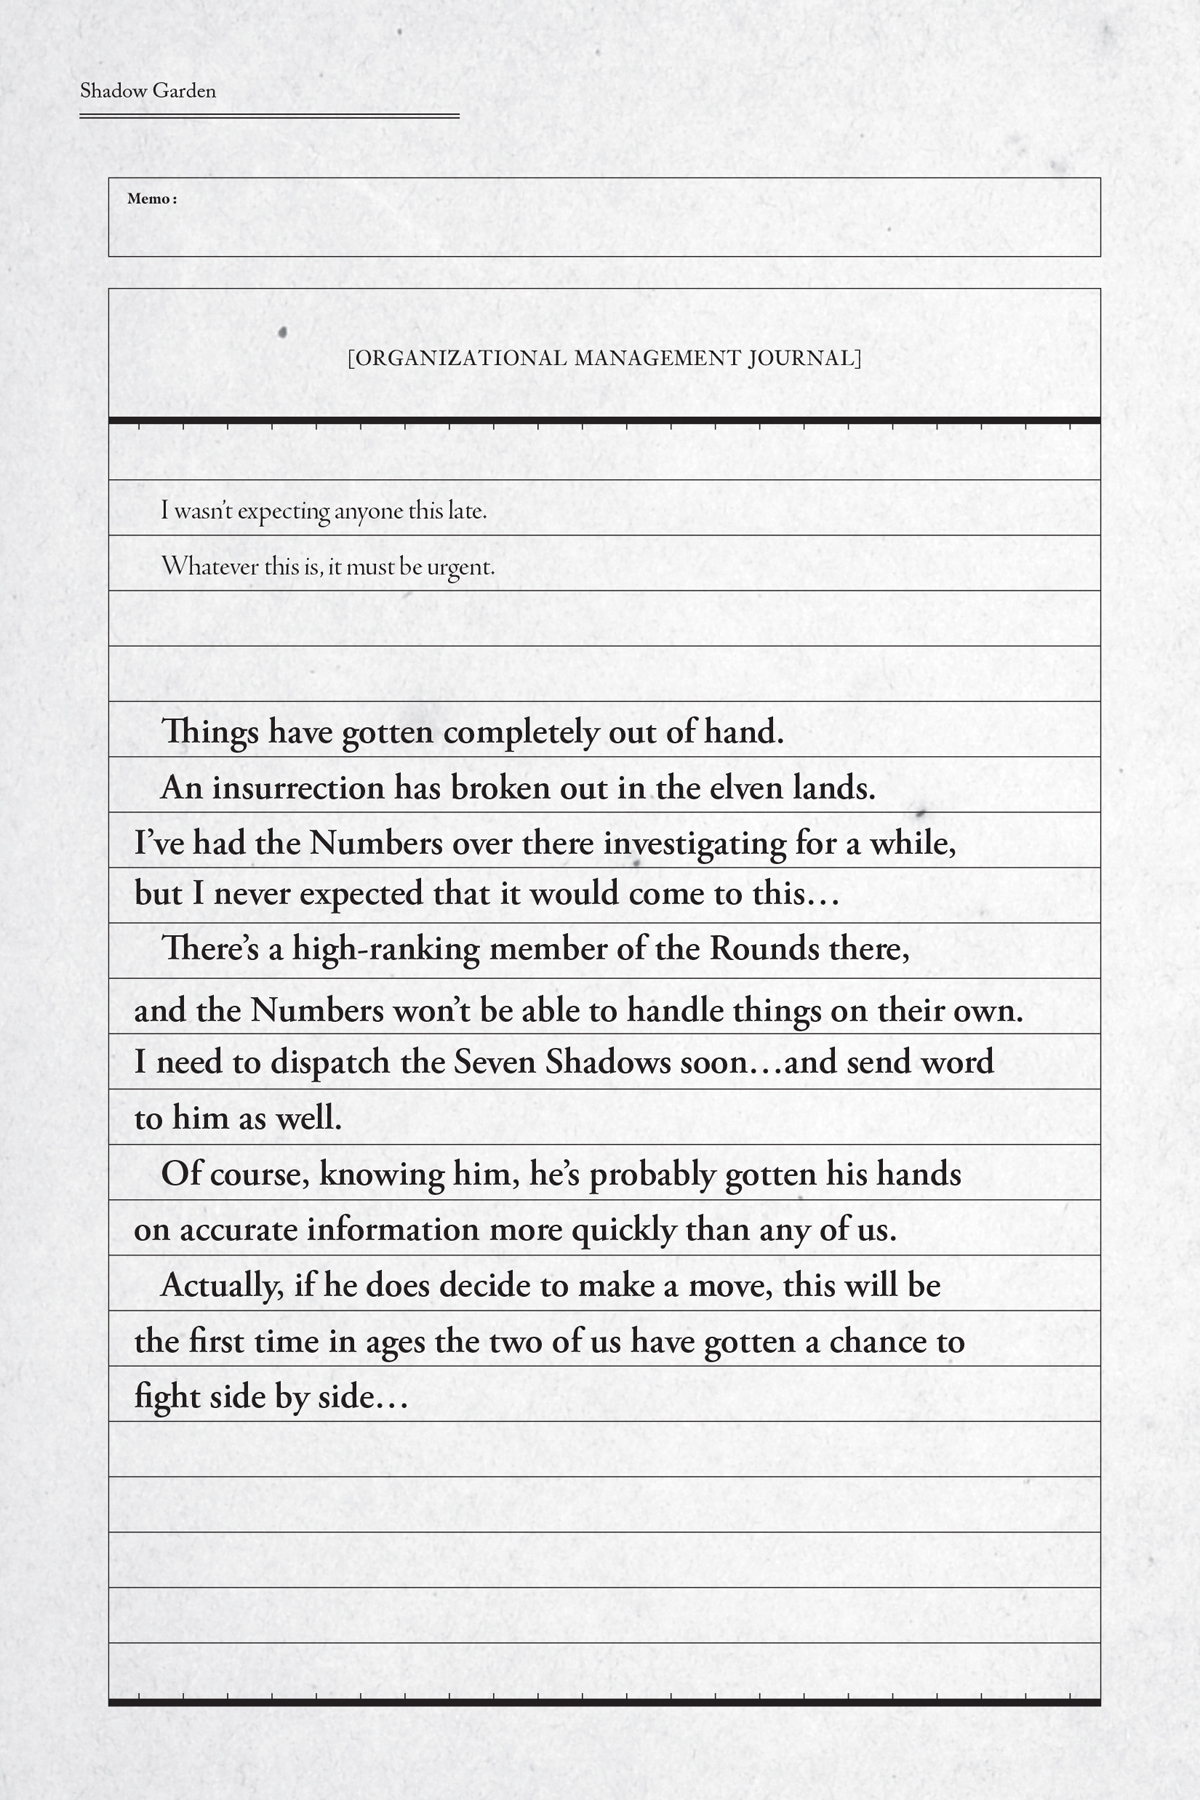 Shadow Garden
Memo :
[ORGANIZATIONAL MANAGEMENT JOURNAL]
I wasn’t expecting anyone this late.
Whatever this is, it must be urgent.
Things have gotten completely out of hand.
An insurrection has broken out in the elven lands.
I’ve had the Numbers over there investigating for a while,
but I never expected that it would come to this…
There’s a high-ranking member of the Rounds there,
and the Numbers won’t be able to handle things on their own.
I need to dispatch the Seven Shadows soon…and send word
to him as well.
Of course, knowing him, he’s probably gotten his hands
on accurate information more quickly than any of us.
Actually, if he does decide to make a move, this will be
the first time in ages the two of us have gotten a chance to
fight side by side…